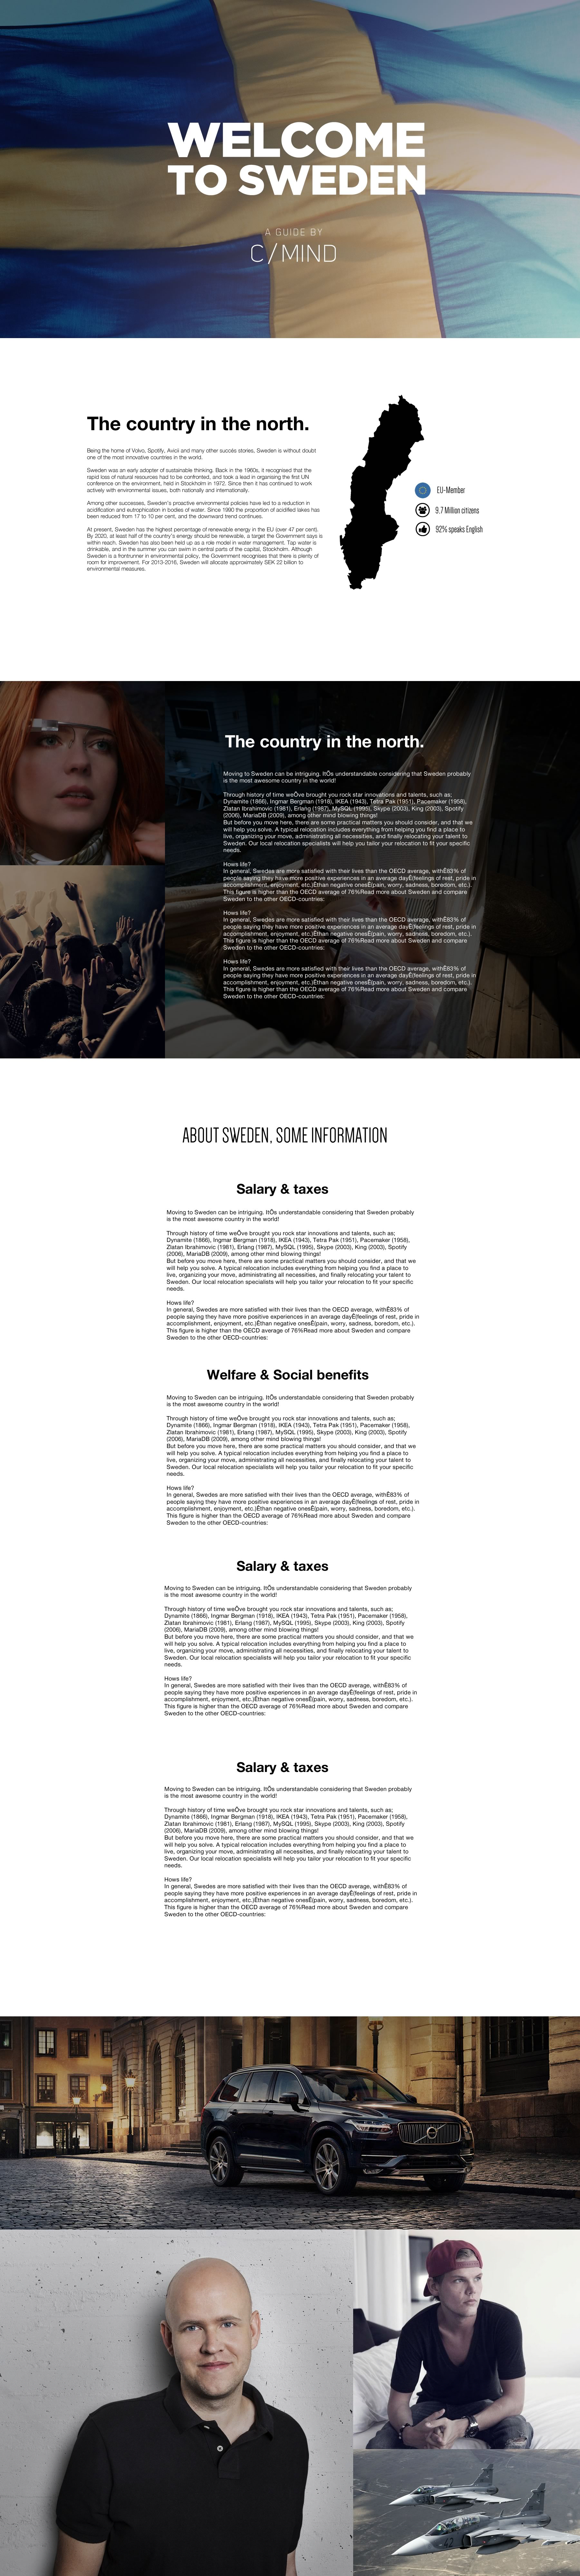 WELCOME
TO SWEDEN
A GUIDE BY
C/MIND
The country in the north.
Being the home of Volvo, Spotify, Avicii and many other succés stories, Sweden is without doubt
one of the most innovative countries in the world.
Sweden was an early adopter of sustainable thinking. Back in the 1960s, it recognised that the
rapid loss of natural resources had to be confronted, and took a lead in organising the first UN
conference on the environment, held in Stockholm in 1972. Since then it has continued to work
actively with environmental issues, both nationally and internationally.
Among other successes, Sweden's proactive environmental policies have led to a reduction in
acidification and eutrophication in bodies of water. Since 1990 the proportion of acidified lakes has
been reduced from 17 to 10 per cent, and the downward trend continues.
At present, Sweden has the highest percentage of renewable energy in the EU (over 47 per cent).
By 2020, at least half of the country's energy should be renewable, a target the Government says is
within reach. Sweden has also been held up as a role model in water management. Tap water is
drinkable, and in the summer you can swim in central parts of the capital, Stockholm. Although
Sweden is a frontrunner in environmental policy, the Government recognises that there is plenty of
room for improvement. For 2013-2016, Sweden will allocate approximately SEK 22 billion to
environmental measures.
EU-Member
9.7 Million citizens
92% speaks English
The country in the north.
Moving to Sweden can be intriguing. ItÕs understandable considering that Sweden probably
is the most awesome country in the world!
Through history of time weÕve brought you rock star innovations and talents, such as;
Dynamite (1866), Ingmar Bergman (1918), IKEA (1943), Tetra Pak (1951), Pacemaker (1958),
Zlatan Ibrahimovic (1981), Erlang (1987), MySQL (1995), Skype (2003), King (2003), Spotify
(2006), MariaDB (2009), among other mind blowing things!
But before you move here, there are some practical matters you should consider, and that we
will help you solve. A typical relocation includes everything from helping you find a place to
live, organizing your move, administrating all necessities, and finally relocating your talent to
Sweden. Our local relocation specialists will help you tailor your relocation to fit your specific
needs.
Hows life?
In general, Swedes are more satisfied with their lives than the OECD average, withÊ83% of
people saying they have more positive experiences in an average dayÊ(feelings of rest, pride in
accomplishment, enjoyment, etc.)Êthan negative onesÊ(pain, worry, sadness, boredom, etc.).
This figure is higher than the OECD average of 76%Read more about Sweden and compare
Sweden to the other OECD-countries:
Hows life?
In general, Swedes are more satisfied with their lives than the OECD average, withÊ83% of
people saying they have more positive experiences in an average dayÊ(feelings of rest, pride in
accomplishment, enjoyment, etc.)Êthan negative onesÊ(pain, worry, sadness, boredom, etc.).
This figure is higher than the OECD average of 76%Read more about Sweden and compare
Sweden to the other OECD-countries:
Hows life?
In general, Swedes are more satisfied with their lives than the OECD average, withÊ83% of
people saying they have more positive experiences in an average dayÊ(feelings of rest, pride in
accomplishment, enjoyment, etc.)Êthan negative onesÊ(pain, worry, sadness, boredom, etc.).
This figure is higher than the OECD average of 76%Read more about Sweden and compare
Sweden to the other OECD-countries:
ABOUT SWEDEN, SOME INFORMATION
Salary & taxes
Moving to Sweden can be intriguing. ItÕs understandable considering that Sweden probably
is the most awesome country in the world!
Through history of time weÕve brought you rock star innovations and talents, such as;
Dynamite (1866), Ingmar Bergman (1918), IKEA (1943), Tetra Pak (1951), Pacemaker (1958),
Zlatan Ibrahimovic (1981), Erlang (1987), MySQL (1995), Skype (2003), King (2003), Spotify
(2006), MariaDB (2009), among other mind blowing things!
But before you move here, there are some practical matters you should consider, and that we
will help you solve. A typical relocation includes everything from helping you find a place to
live, organizing your move, administrating all necessities, and finally relocating your talent to
Sweden. Our local relocation specialists will help you tailor your relocation to fit your specific
needs.
Hows life?
In general, Swedes are more satisfied with their lives than the OECD average, withÊ83% of
people saying they have more positive experiences in an average dayÊ(feelings of rest, pride in
accomplishment, enjoyment, etc.)Êthan negative onesÊ(pain, worry, sadness, boredom, etc.).
This figure is higher than the OECD average of 76%Read more about Sweden and compare
Sweden to the other OECD-countries:
Welfare & Social benefits
Moving to Sweden can be intriguing. ItÕs understandable considering that Sweden probably
is the most awesome country in the world!
Through history of time weÕve brought you rock star innovations and talents, such as;
Dynamite (1866), Ingmar Bergman (1918), IKEA (1943), Tetra Pak (1951), Pacemaker (1958),
Zlatan Ibrahimovic (1981), Erlang (1987), MySQL (1995), Skype (2003), King (2003), Spotify
(2006), MariaDB (2009), among other mind blowing things!
But before you move here, there are some practical matters you should consider, and that we
will help you solve. A typical relocation includes everything from helping you find a place to
live, organizing your move, administrating all necessities, and finally relocating your talent to
Sweden. Our local relocation specialists will help you tailor your relocation to fit your specific
needs.
Hows life?
In general, Swedes are more satisfied with their lives than the OECD average, withÊ83% of
people saying they have more positive experiences in an average dayÊ(feelings of rest, pride in
accomplishment, enjoyment, etc.)Êthan negative onesÊ(pain, worry, sadness, boredom, etc.).
This figure is higher than the OECD average of 76%Read more about Sweden and compare
Sweden to the other OECD-countries:
Salary & taxes
Moving to Sweden can be intriguing. ItÕs understandable considering that Sweden probably
is the most awesome country in the world!
Through history of time weÕve brought you rock star innovations and talents, such as;
Dynamite (1866), Ingmar Bergman (1918), IKEA (1943), Tetra Pak (1951), Pacemaker (1958),
Zlatan Ibrahimovic (1981), Erlang (1987), MySQL (1995), Skype (2003), King (2003), Spotify
(2006), MariaDB (2009), among other mind blowing things!
But before you move here, there are some practical matters you should consider, and that we
will help you solve. A typical relocation includes everything from helping you find a place to
live, organizing your move, administrating all necessities, and finally relocating your talent to
Sweden. Our local relocation specialists will help you tailor your relocation to fit your specific
needs.
Hows life?
In general, Swedes are more satisfied with their lives than the OECD average, withÊ83% of
people saying they have more positive experiences in an average dayÊ(feelings of rest, pride in
accomplishment, enjoyment, etc.)Êthan negative onesÊ(pain, worry, sadness, boredom, etc.).
This figure is higher than the OECD average of 76%Read more about Sweden and compare
Sweden to the other OECD-countries:
Salary & taxes
Moving to Sweden can be intriguing. ItÕs understandable considering that Sweden probably
is the most awesome country in the world!
Through history of time weÕve brought you rock star innovations and talents, such as;
Dynamite (1866), Ingmar Bergman (1918), IKEA (1943), Tetra Pak (1951), Pacemaker (1958),
Zlatan Ibrahimovic (1981), Erlang (1987), MySQL (1995), Skype (2003), King (2003), Spotify
(2006), MariaDB (2009), among other mind blowing things!
But before you move here, there are some practical matters you should consider, and that we
will help you solve. A typical relocation includes everything from helping you find a place to
live, organizing your move, administrating all necessities, and finally relocating your talent to
Sweden. Our local relocation specialists will help you tailor your relocation to fit your specific
needs.
Hows life?
In general, Swedes are more satisfied with their lives than the OECD average, withÊ83% of
people saying they have more positive experiences in an average dayÊ(feelings of rest, pride in
accomplishment, enjoyment, etc.)Êthan negative onesÊ(pain, worry, sadness, boredom, etc.).
This figure is higher than the OECD average of 76%Read more about Sweden and compare
Sweden to the other OECD-countries: